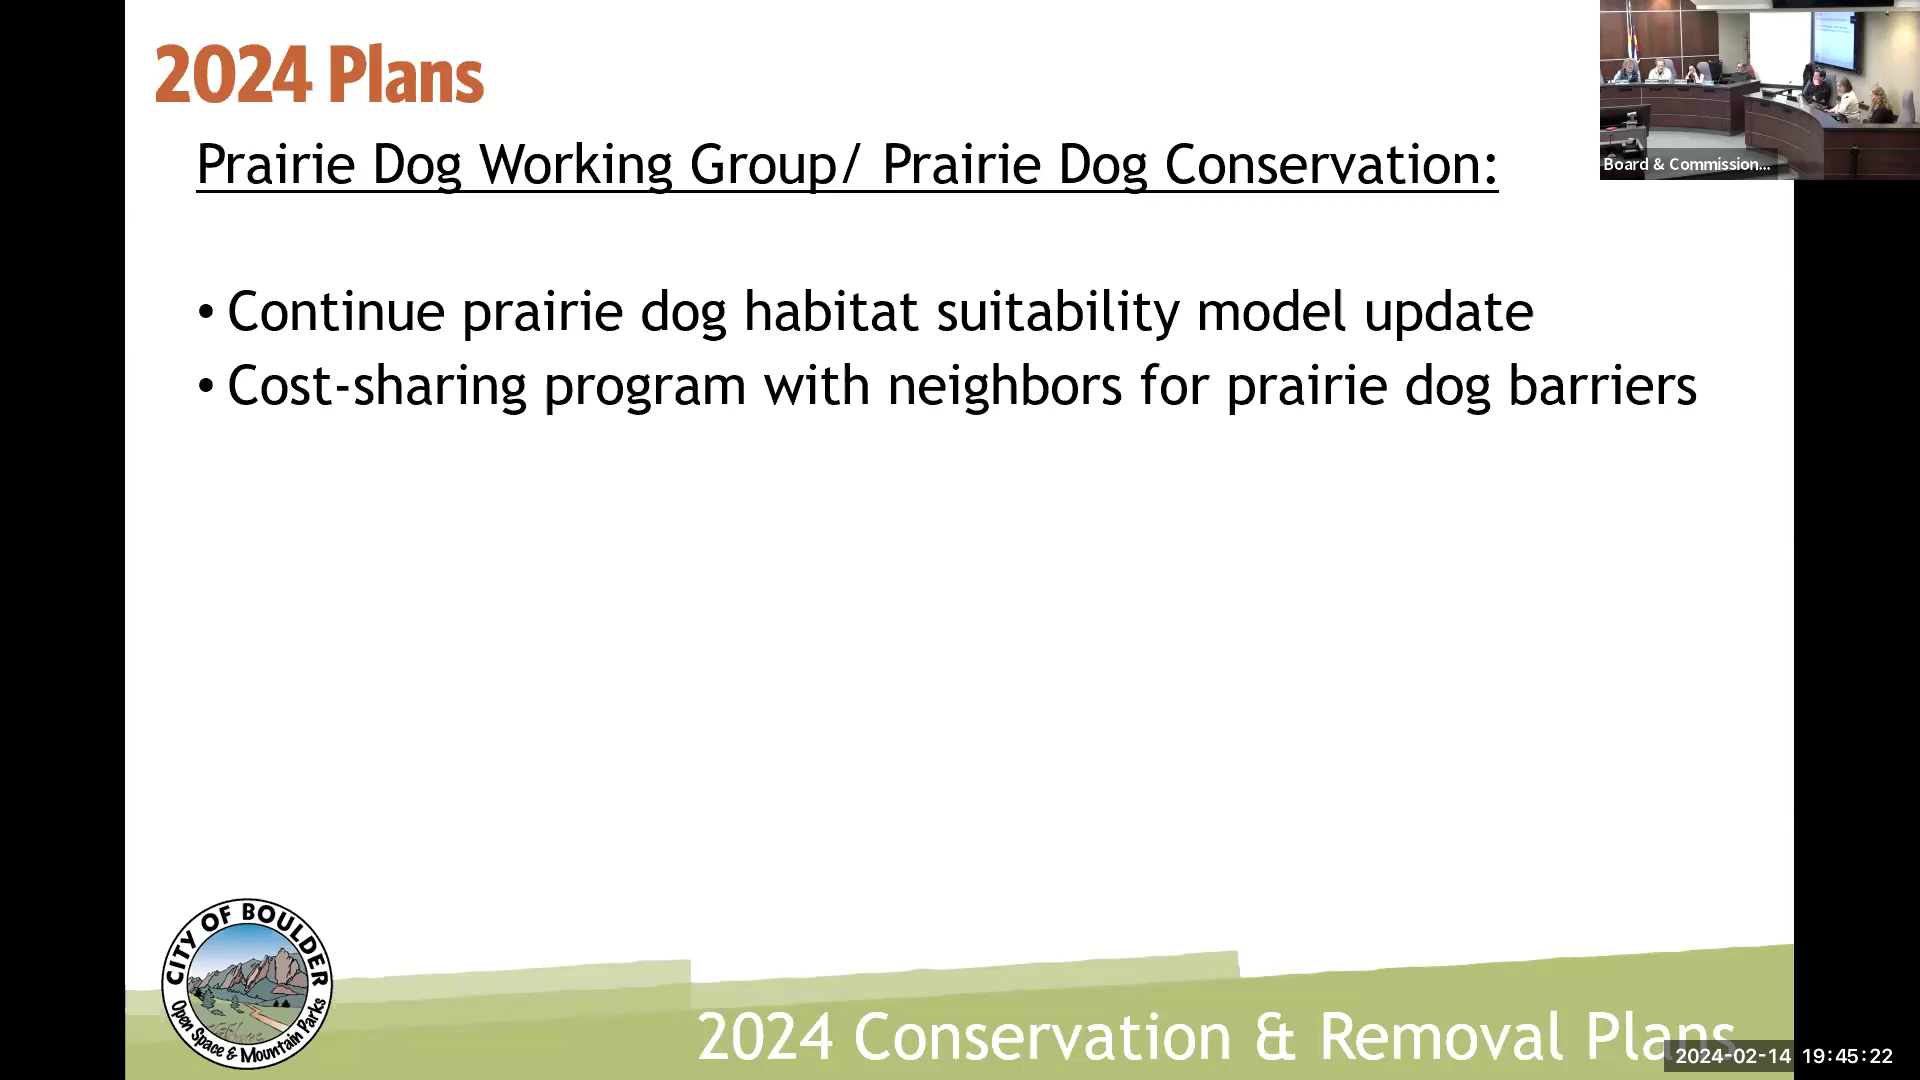 2024 Plans
Prairie Dog Working Group/ Prairie Dog Conservation:
• Continue prairie dog habitat suitability model update
• Cost-sharing program with neighbors for prairie dog barriers
Board & Commission...
CITY OF BOULDER
Open Space & Mountain Parks
2024 Conservation & Removal Plans
2024-02-14 19:45:22